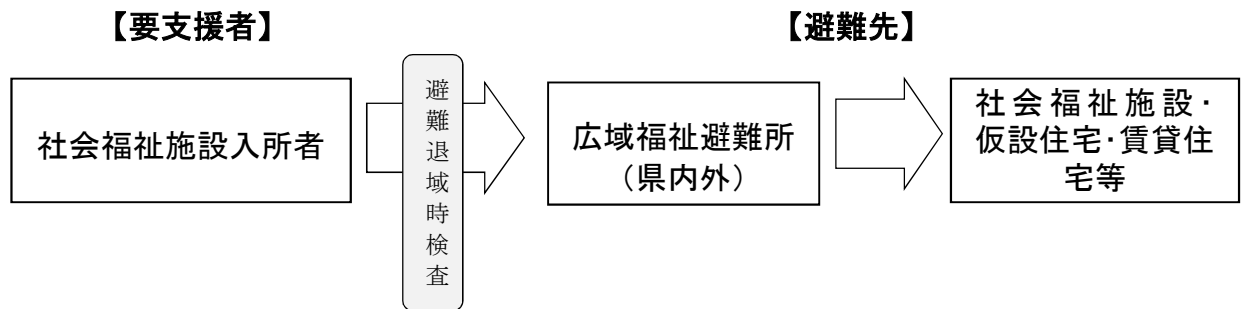 【要支援者】
【避難先】
社会福祉施設入所者
避難退域時検査
広域福祉避難所
（県内外）
社会福祉施設・
仮設住宅・賃貸住
宅等